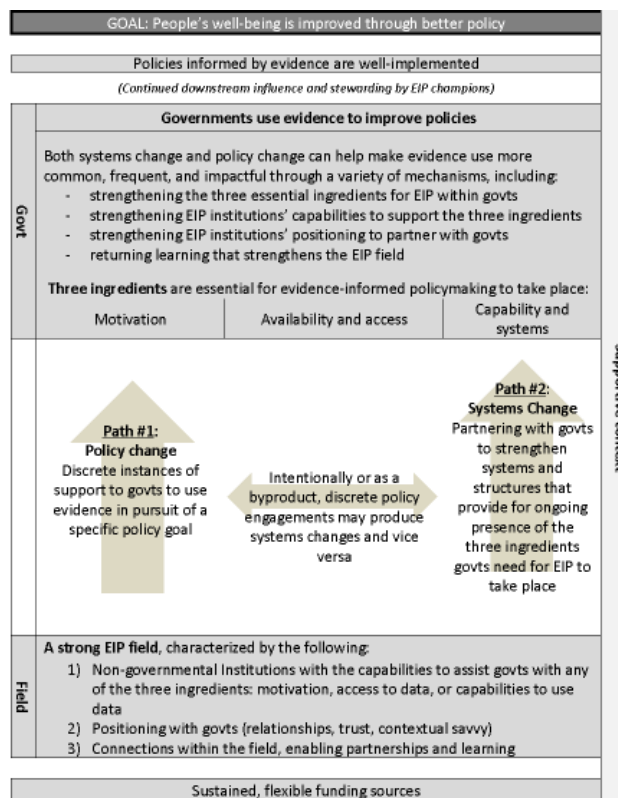 GOAL: People's well-being is improved through better policy
Policies informed by evidence are well-implemented
(Continued downstream influence and stewarding by EIP champions)
Govt
Governments use evidence to improve policies
Both systems change and policy change can help make evidence use more
common, frequent, and impactful through a variety of mechanisms, including:
- strengthening the three essential ingredients for EIP within govts
- strengthening EIP institutions' capabilities to support the three ingredients
- strengthening EIP institutions' positioning to partner with govts
- returning learning that strengthens the EIP field
Three ingredients are essential for evidence-informed policymaking to take place:
Motivation
Availability and access
Capability and
systems
Path #1:
Policy change
Discrete instances of
support to govts to use
evidence in pursuit of a
specific policy goal
Intentionally or as a
byproduct, discrete policy
engagements may produce
systems changes and vice
versa
Path #2:
Systems Change
Partnering with govts
to strengthen
systems and
structures that
provide for ongoing
presence of the
three ingredients
govts need for EIP to
take place
Field
A strong EIP field, characterized by the following:
1) Non-governmental Institutions with the capabilities to assist govts with any
of the three ingredients: motivation, access to data, or capabilities to use
data
2) Positioning with govts (relationships, trust, contextual savvy)
3) Connections within the field, enabling partnerships and learning
Sustained, flexible funding sources